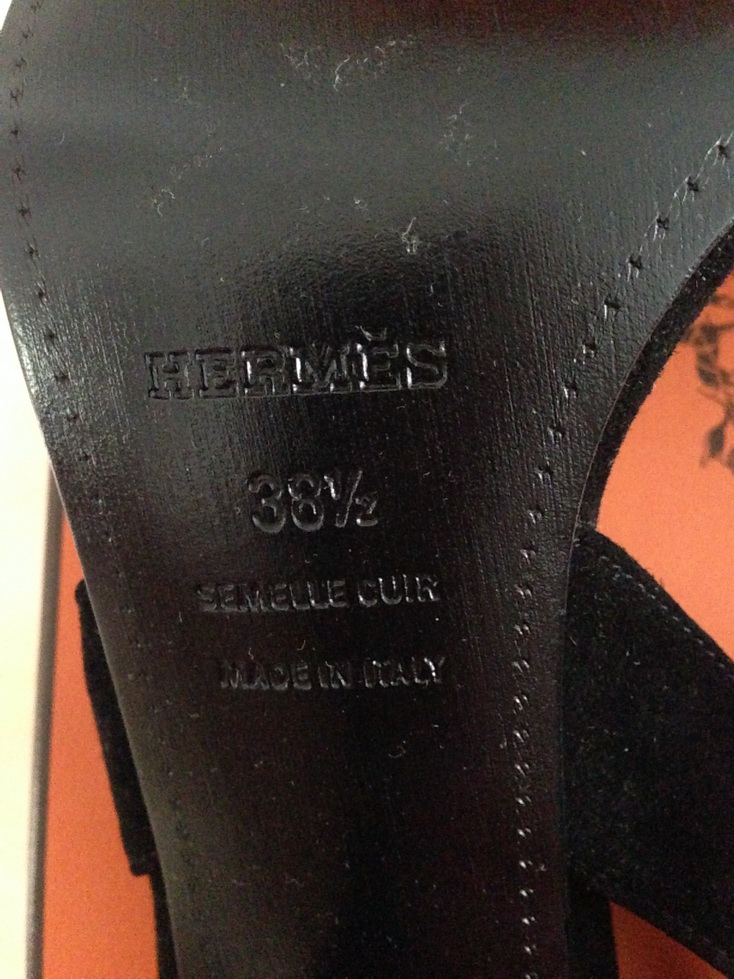 HERMÈS
38½
SEMELLE CUIR
MADE IN ITALY